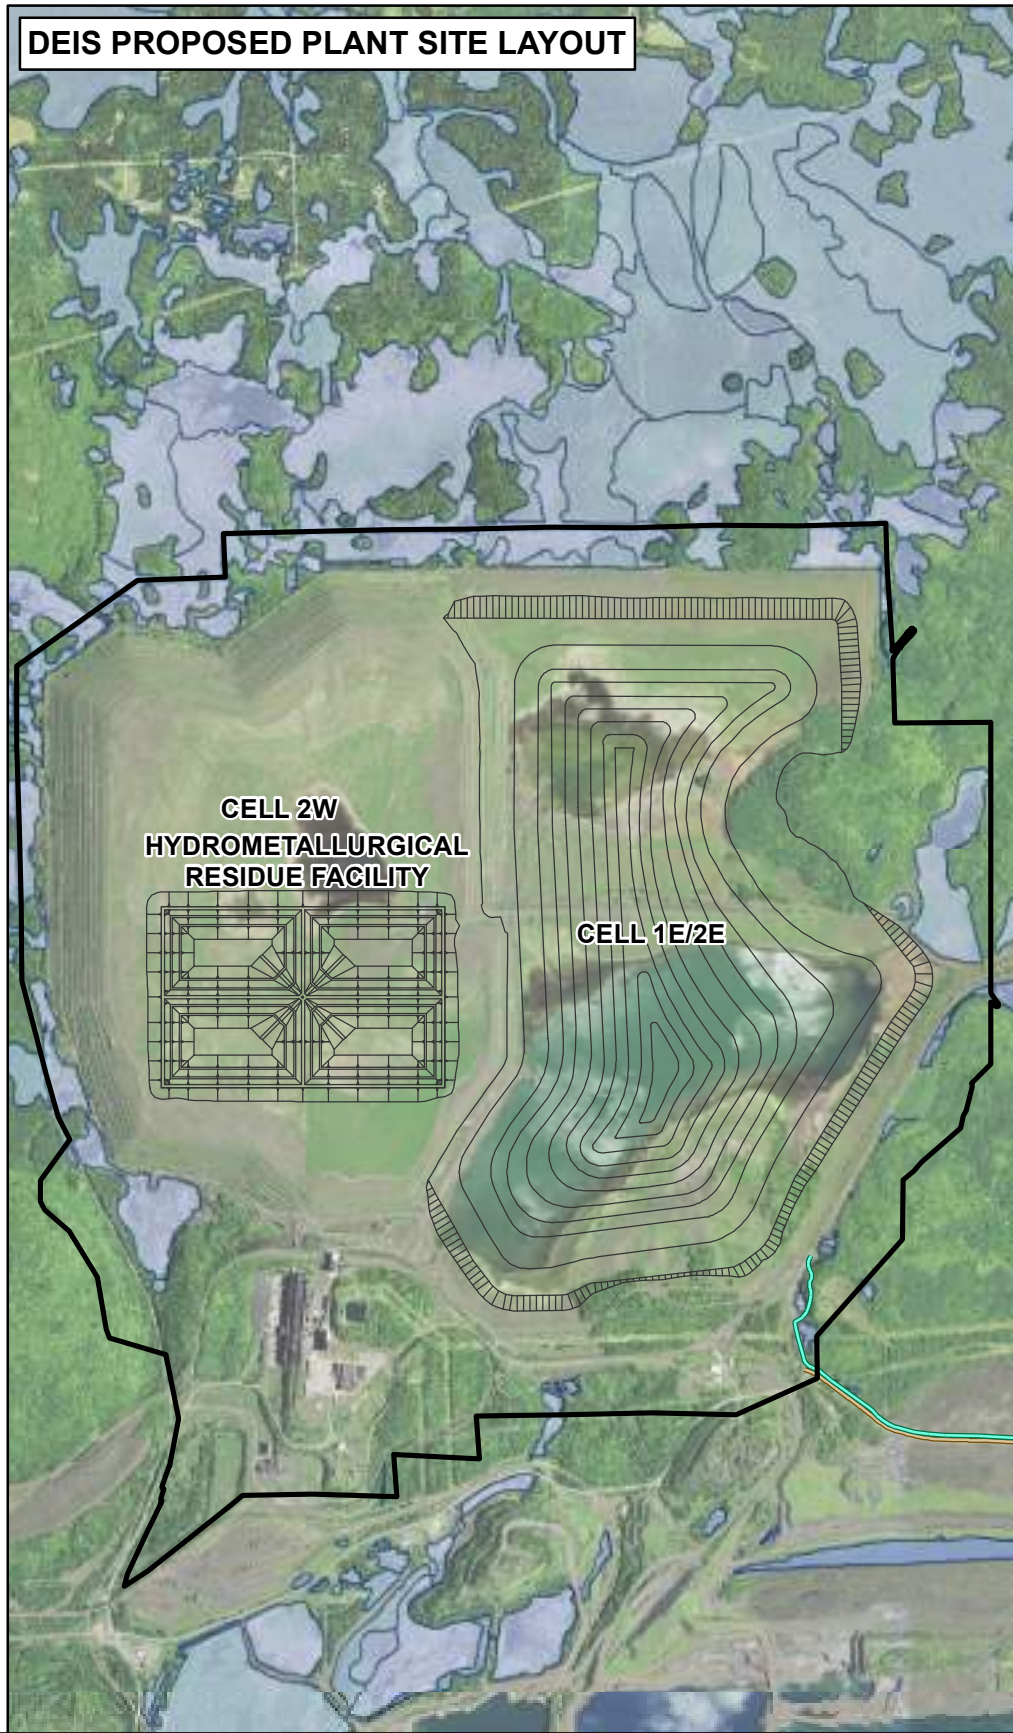 DEIS PROPOSED PLANT SITE LAYOUT
CELL 2W
HYDROMETALLURGICAL
RESIDUE FACILITY
CELL 1E/2E